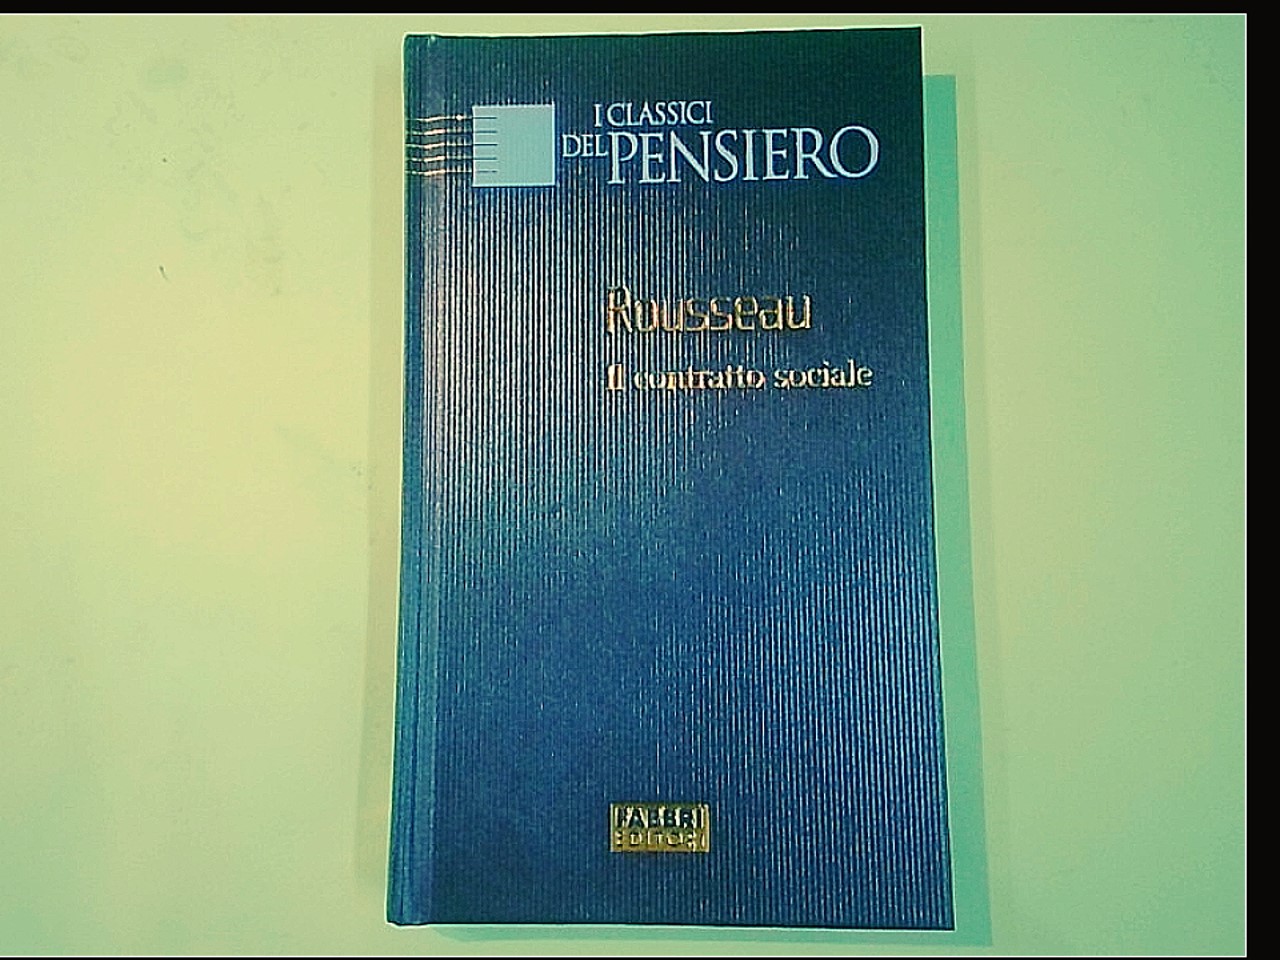 I CLASSICI
DEL PENSIERO
Rousseau
Il contratto sociale
FABBRI
EDITORI